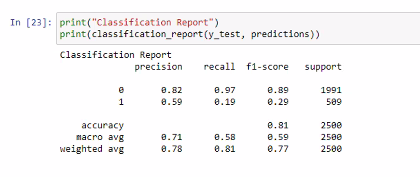 In [23]: print("Classification Report")
print(classification_report(y_test, predictions))
Classification Report
precision recall f1-score support
0 0.82 0.97 0.89 1991
1 0.59 0.19 0.29 509
accuracy 0.81 2500
macro avg 0.71 0.58 0.59 2500
weighted avg 0.78 0.81 0.77 2500